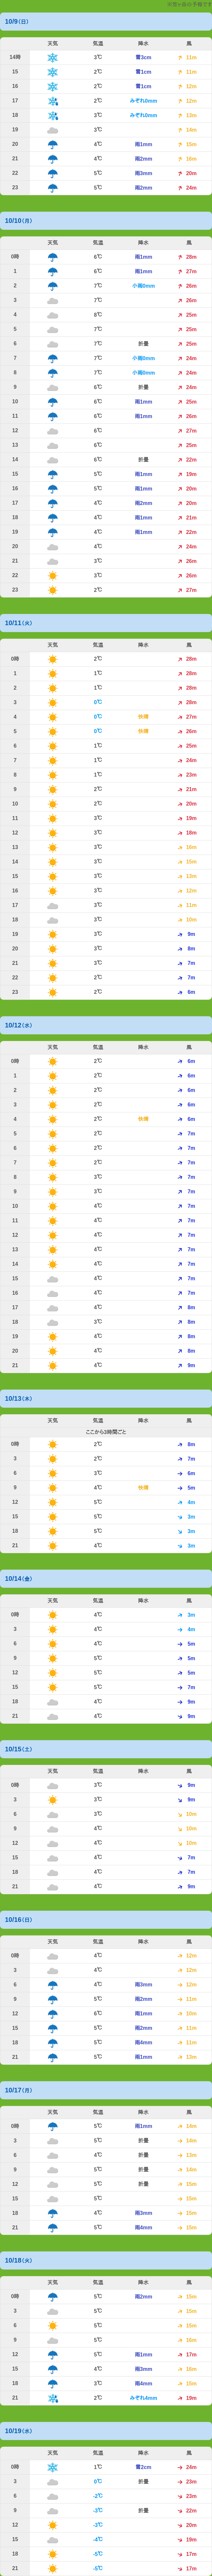 10/9(日)
天気 気温 降水 風
14時 3℃ 雪3cm 11m
15 2℃ 雪1cm 11m
16 2℃ 雪1cm 12m
17 2℃ みぞれ0mm 12m
18 3℃ みぞれ0mm 13m
19 3℃ 14m
20 4℃ 雨1mm 15m
21 4℃ 雨2mm 16m
22 5℃ 雨3mm 20m
23 5℃ 雨2mm 24m
10/10(月)
天気 気温 降水 風
0時 6℃ 雨1mm 28m
1 6℃ 雨1mm 27m
2 7℃ 小雨0mm 26m
3 7℃ 26m
4 8℃ 25m
5 7℃ 25m
6 7℃ 折畳 25m
7 7℃ 小雨0mm 24m
8 7℃ 小雨0mm 24m
9 6℃ 折畳 24m
10 6℃ 雨1mm 25m
11 6℃ 雨1mm 26m
12 6℃ 27m
13 6℃ 25m
14 6℃ 折畳 22m
15 5℃ 雨1mm 19m
16 5℃ 雨1mm 20m
17 4℃ 雨2mm 20m
18 4℃ 雨1mm 21m
19 4℃ 雨1mm 22m
20 4℃ 24m
21 3℃ 26m
22 3℃ 26m
23 2℃ 27m
10/11(火)
天気 気温 降水 風
0時 2℃ 28m
1 1℃ 28m
2 1℃ 28m
3 0℃ 28m
4 0℃ 快晴 27m
5 0℃ 快晴 26m
6 1℃ 25m
7 1℃ 24m
8 1℃ 23m
9 2℃ 21m
10 2℃ 20m
11 3℃ 19m
12 3℃ 18m
13 3℃ 16m
14 3℃ 15m
15 3℃ 13m
16 3℃ 12m
17 3℃ 11m
18 3℃ 10m
19 3℃ 9m
20 3℃ 8m
21 3℃ 7m
22 2℃ 7m
23 2℃ 6m
10/12(水)
天気 気温 降水 風
0時 2℃ 6m
1 2℃ 6m
2 2℃ 6m
3 2℃ 6m
4 2℃ 快晴 6m
5 2℃ 7m
6 2℃ 7m
7 2℃ 7m
8 3℃ 7m
9 3℃ 7m
10 4℃ 7m
11 4℃ 7m
12 4℃ 7m
13 4℃ 7m
14 4℃ 7m
15 4℃ 7m
16 4℃ 7m
17 4℃ 8m
18 3℃ 8m
19 4℃ 8m
20 4℃ 8m
21 4℃ 9m
10/13(木)
天気 気温 降水 風
ここから3時間ごと
0時 2℃ 8m
3 2℃ 7m
6 3℃ 6m
9 4℃ 快晴 5m
12 5℃ 4m
15 5℃ 3m
18 5℃ 3m
21 4℃ 3m
10/14(金)
天気 気温 降水 風
0時 4℃ 3m
3 4℃ 4m
6 4℃ 5m
9 5℃ 5m
12 5℃ 5m
15 5℃ 7m
18 4℃ 9m
21 4℃ 9m
10/15(土)
天気 気温 降水 風
0時 3℃ 9m
3 3℃ 9m
6 3℃ 10m
9 4℃ 10m
12 4℃ 10m
15 4℃ 7m
18 4℃ 7m
21 4℃ 9m
10/16(日)
天気 気温 降水 風
0時 4℃ 12m
3 4℃ 12m
6 4℃ 雨3mm 12m
9 5℃ 雨2mm 11m
12 6℃ 雨1mm 10m
15 5℃ 雨2mm 11m
18 5℃ 雨4mm 11m
21 5℃ 雨1mm 13m
10/17(月)
天気 気温 降水 風
0時 5℃ 雨1mm 14m
3 5℃ 折畳 14m
6 4℃ 折畳 13m
9 5℃ 折畳 14m
12 5℃ 折畳 15m
15 5℃ 15m
18 4℃ 雨3mm 15m
21 5℃ 雨4mm 15m
10/18(火)
天気 気温 降水 風
0時 5℃ 雨2mm 15m
3 5℃ 15m
6 5℃ 15m
9 5℃ 16m
12 5℃ 雨1mm 17m
15 4℃ 雨3mm 16m
18 3℃ 雨4mm 15m
21 2℃ みぞれ4mm 19m
10/19(水)
天気 気温 降水 風
0時 1℃ 雪2cm 24m
3 0℃ 折畳 23m
6 -2℃ 23m
9 -3℃ 折畳 22m
12 -3℃ 20m
15 -4℃ 19m
18 -5℃ 17m
21 -5℃ 17m